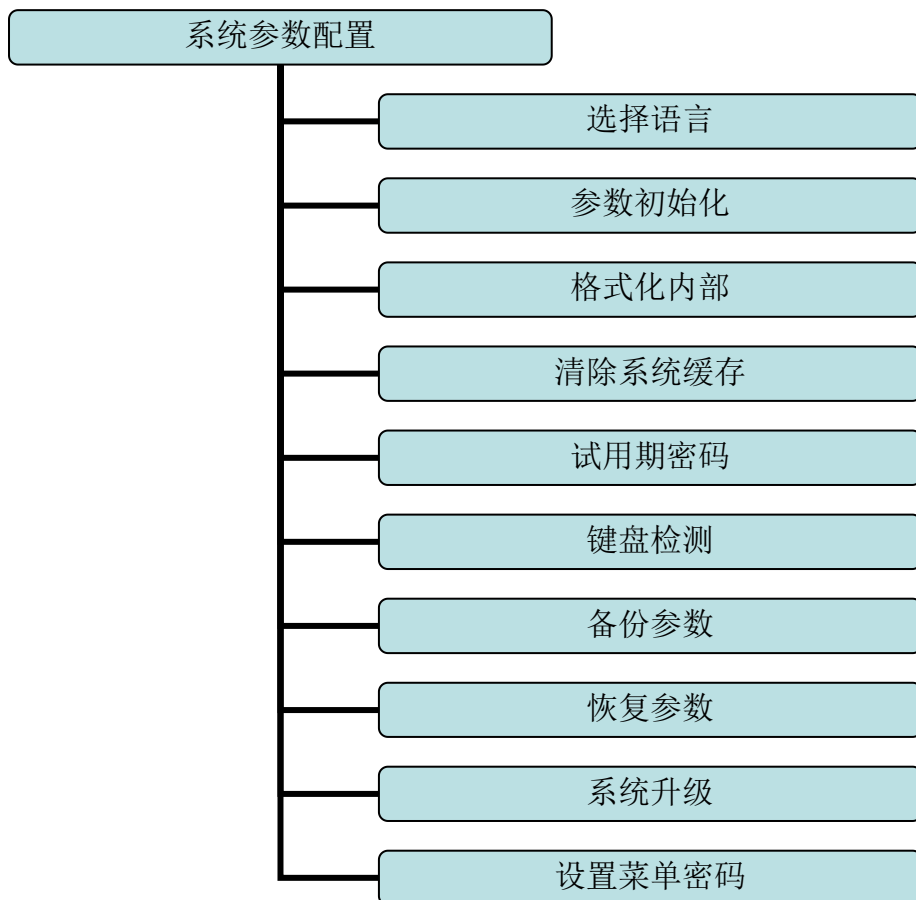 系统参数配置
选择语言
参数初始化
格式化内部
清除系统缓存
试用期密码
键盘检测
备份参数
恢复参数
系统升级
设置菜单密码